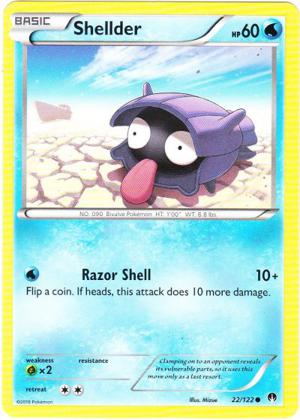 BASIC
Shellder
HP60
NO. 090 Bivalve Pokémon HT: 1'00" WT: 8.8 lbs.
Razor Shell 10+
Flip a coin. If heads, this attack does 10 more damage.
weakness resistance
×2
retreat
Clamping on to an opponent reveals
its vulnerable parts, so it uses this
move only as a last resort.
Illus. Mizue 22/122
©2016 Pokémon